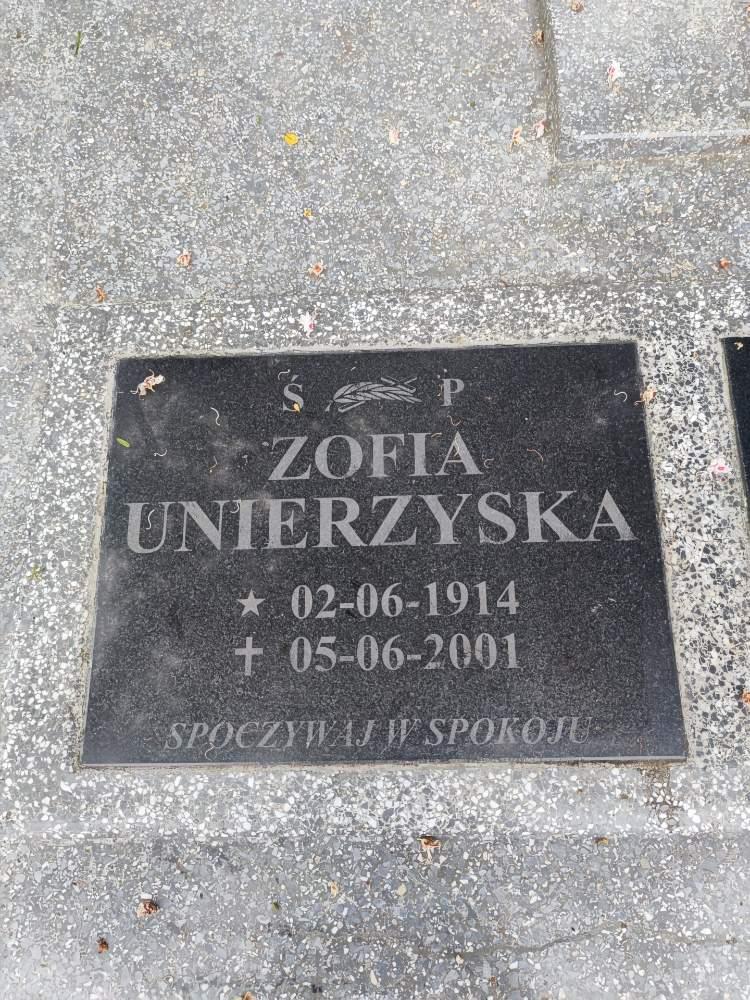 Ś P
ZOFIA
UNIERZYSKA
★ 02-06-1914
✝ 05-06-2001
SPOCZYWAJ W SPOKOJU